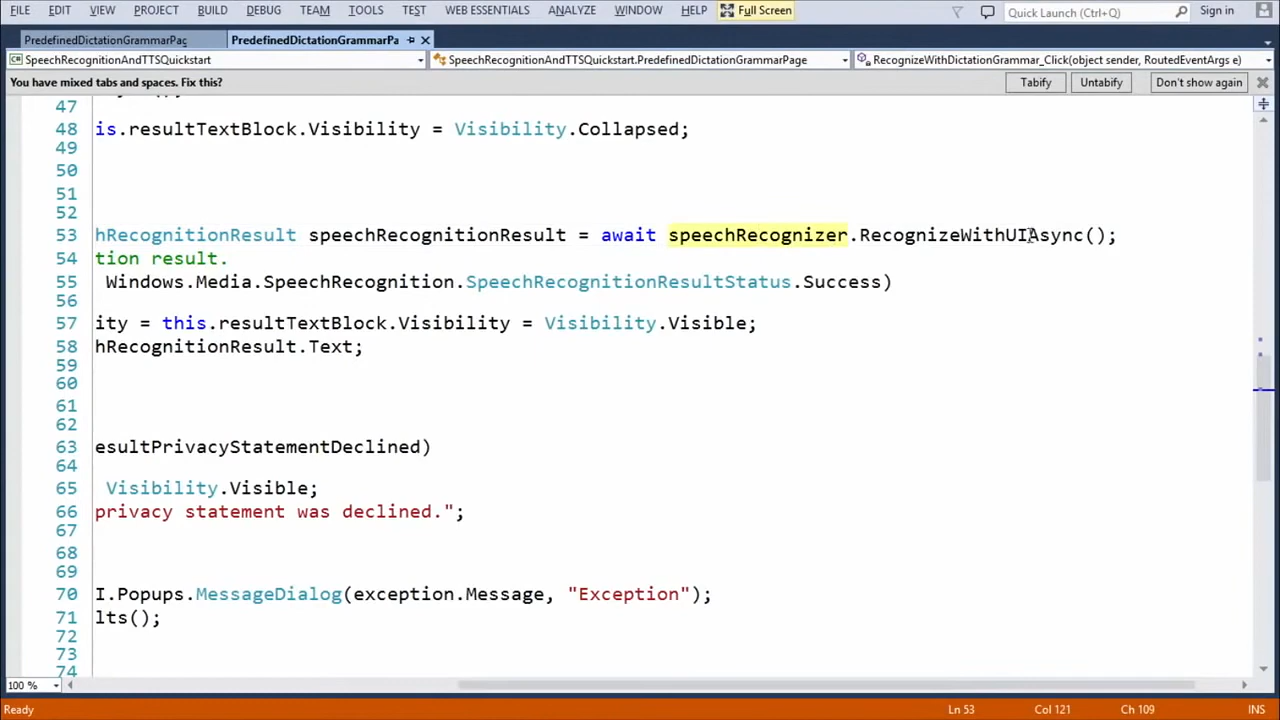 FILE EDIT VIEW PROJECT BUILD DEBUG TEAM TOOLS TEST WEB ESSENTIALS ANALYZE WINDOW HELP Full Screen Quick Launch (Ctrl+Q) Sign in
PredefinedDictationGrammarPag PredefinedDictationGrammarPa
SpeechRecognitionAndTTSQuickstart SpeechRecognitionAndTTSQuickstart.PredefinedDictationGrammarPage RecognizeWithDictationGrammar_Click(object sender, RoutedEventArgs e)
You have mixed tabs and spaces. Fix this? Tabify Untabify Don't show again
47
48 is.resultTextBlock.Visibility = Visibility.Collapsed;
49
50
51
52
53 hRecognitionResult speechRecognitionResult = await speechRecognizer.RecognizeWithUIAsync();
54 tion result.
55 Windows.Media.SpeechRecognition.SpeechRecognitionResultStatus.Success)
56
57 ity = this.resultTextBlock.Visibility = Visibility.Visible;
58 hRecognitionResult.Text;
59
60
61
62
63 esultPrivacyStatementDeclined)
64
65 Visibility.Visible;
66 privacy statement was declined.";
67
68
69
70 I.Popups.MessageDialog(exception.Message, "Exception");
71 lts();
72
73
74
100 %
Ready Ln 53 Col 121 Ch 109 INS